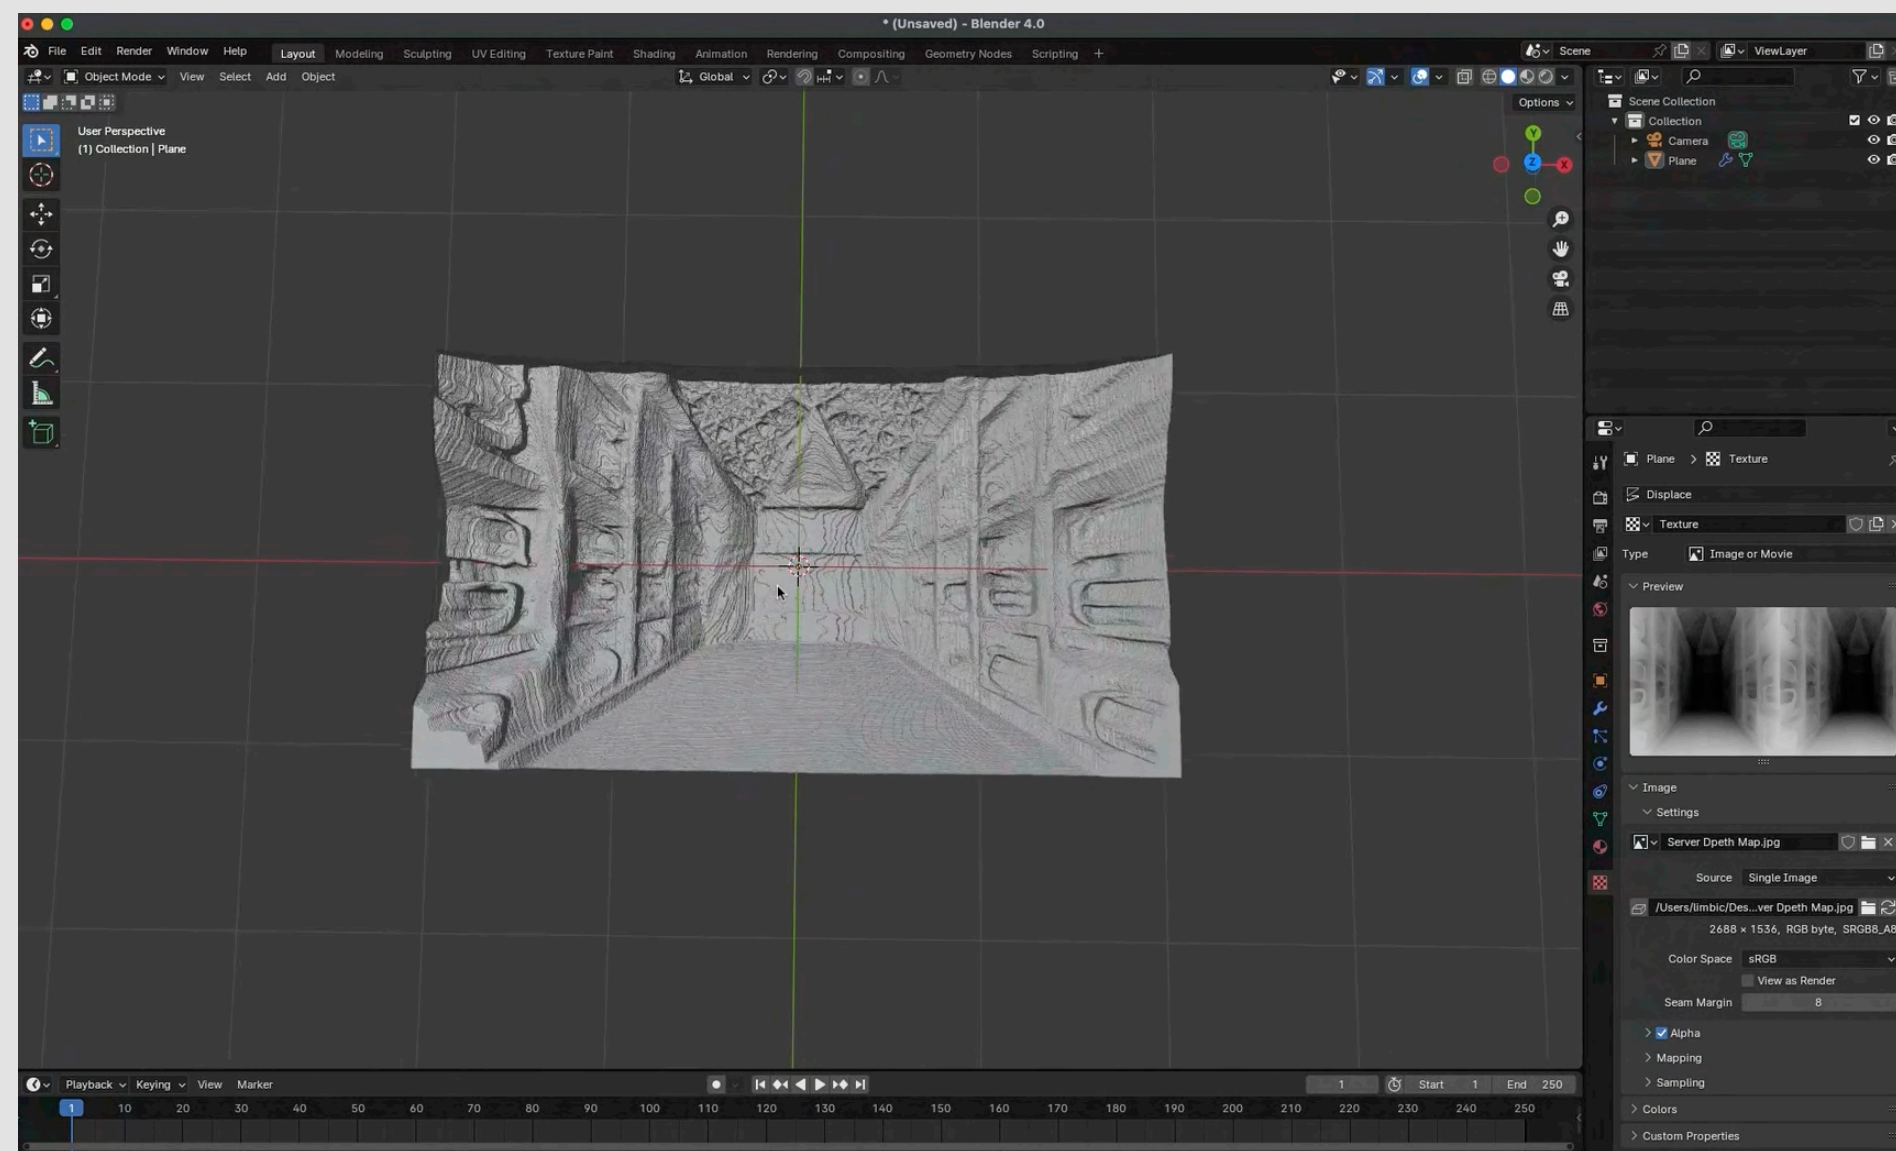 * (Unsaved) - Blender 4.0
File Edit Render Window Help Layout Modeling Sculpting UV Editing Texture Paint Shading Animation Rendering Compositing Geometry Nodes Scripting + Scene ViewLayer
Object Mode View Select Add Object Global
Options
User Perspective
(1) Collection | Plane
Y
Z
X
Scene Collection
Collection
Camera
Plane
Plane > Texture
Displace
Texture
Type Image or Movie
Preview
Image
Settings
Server Dpeth Map.jpg
Source Single Image
/Users/limbic/Des...ver Dpeth Map.jpg
2688 × 1536, RGB byte, SRGB8_A8
Color Space sRGB
View as Render
Seam Margin 8
Alpha
Mapping
Sampling
Colors
Custom Properties
Playback Keying View Marker 1 Start 1 End 250
1 10 20 30 40 50 60 70 80 90 100 110 120 130 140 150 160 170 180 190 200 210 220 230 240 250